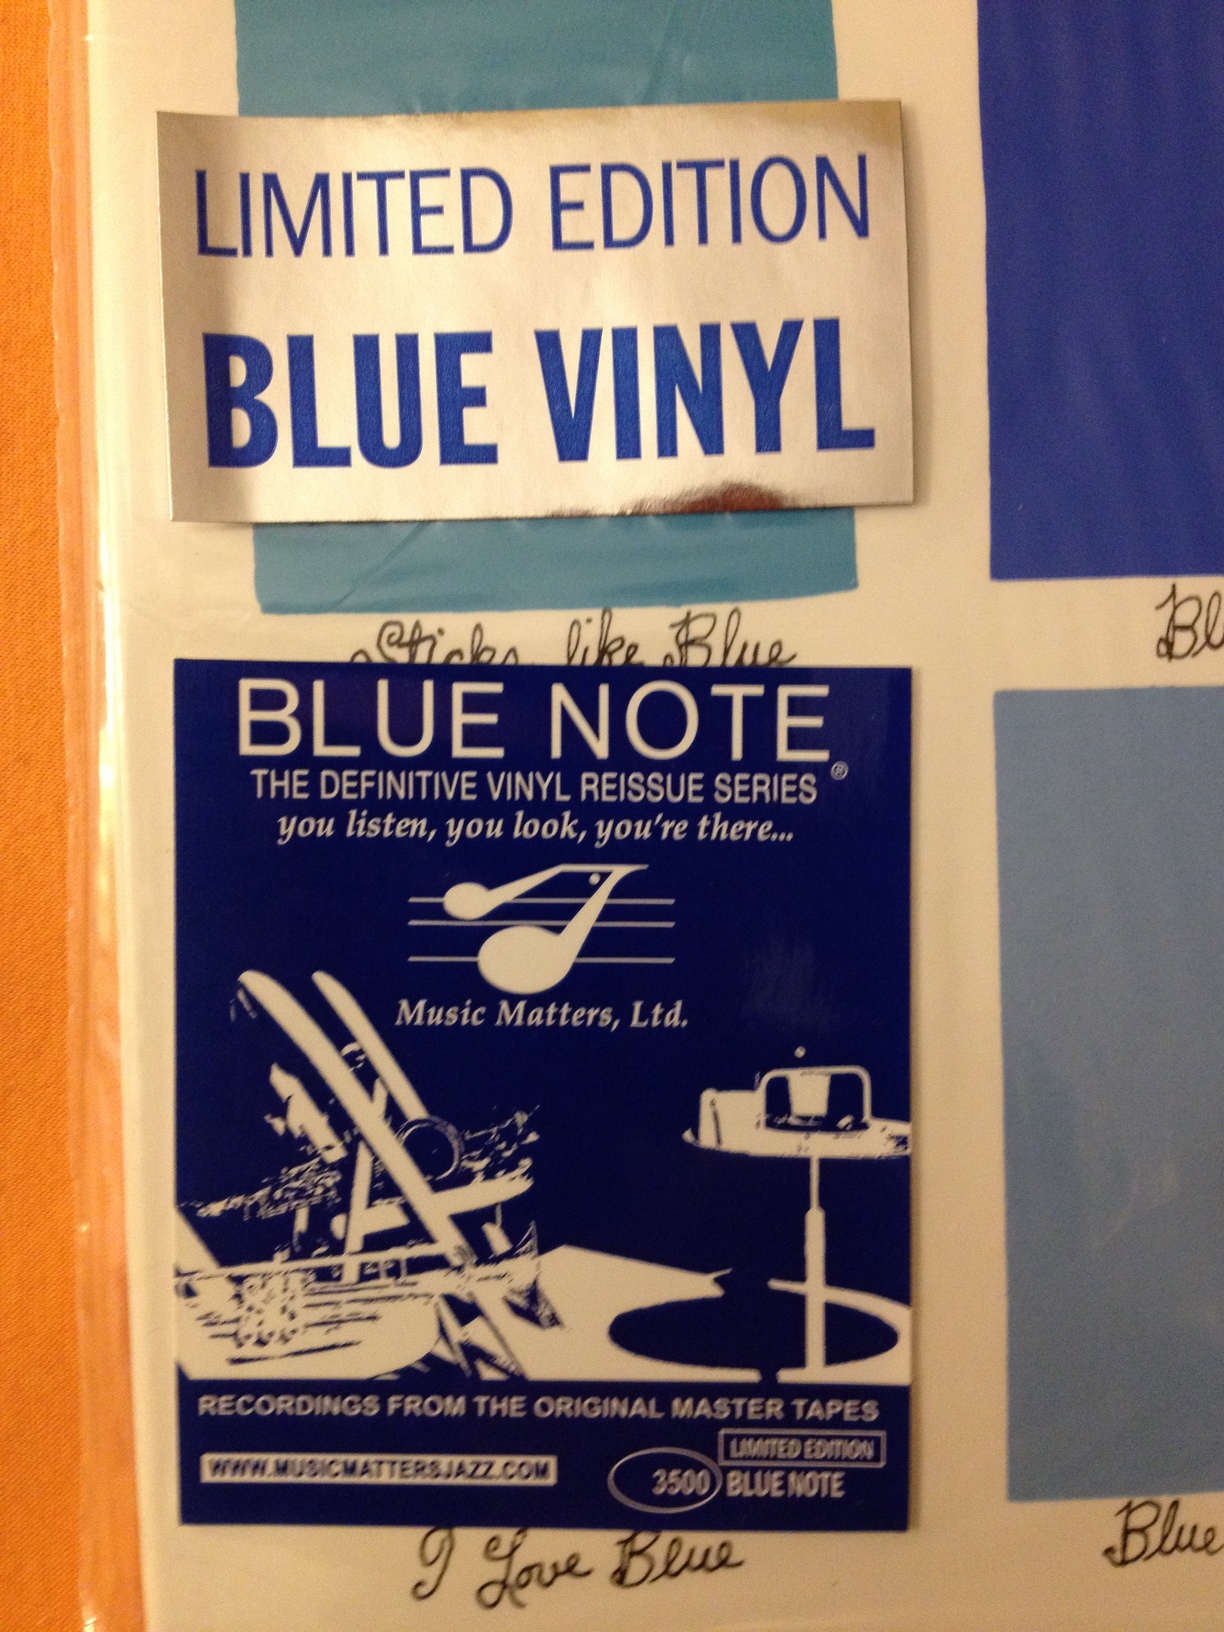 LIMITED EDITION
BLUE VINYL
Sticks like Blue
Bl
BLUE NOTE
®
THE DEFINITIVE VINYL REISSUE SERIES
you listen, you look, you're there...
Music Matters, Ltd.
RECORDINGS FROM THE ORIGINAL MASTER TAPES
LIMITED EDITION
WWW.MUSICMATTERSJAZZ.COM
3500 BLUE NOTE
I Love Blue
Blue